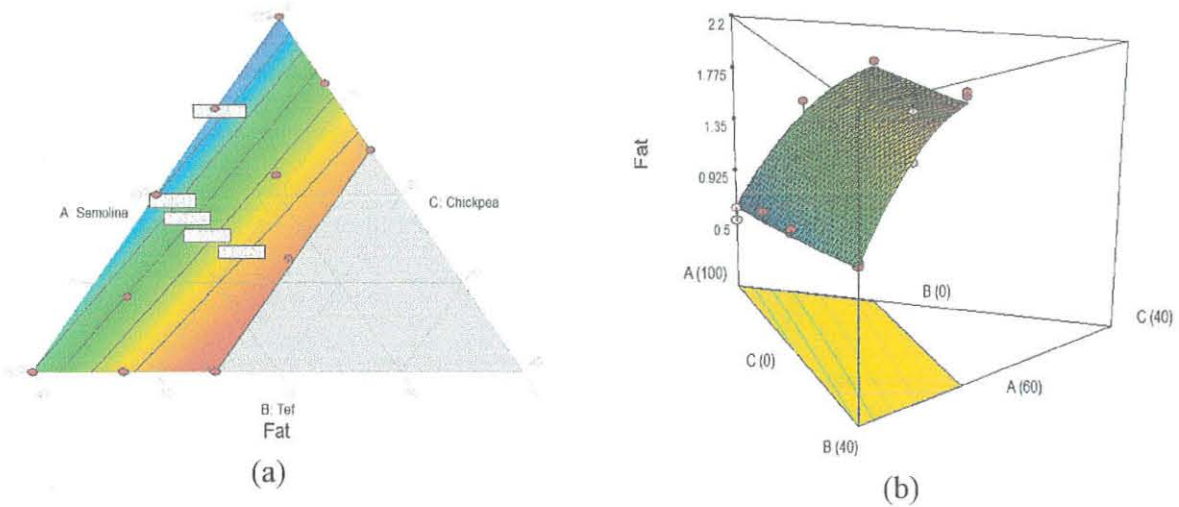 A: Semolina
C: Chickpea
B: Tef
Fat
(a)
2.2
1.775
1.35
0.925
0.5
Fat
A (100)
B (0)
C (40)
C (0)
A (60)
B (40)
(b)